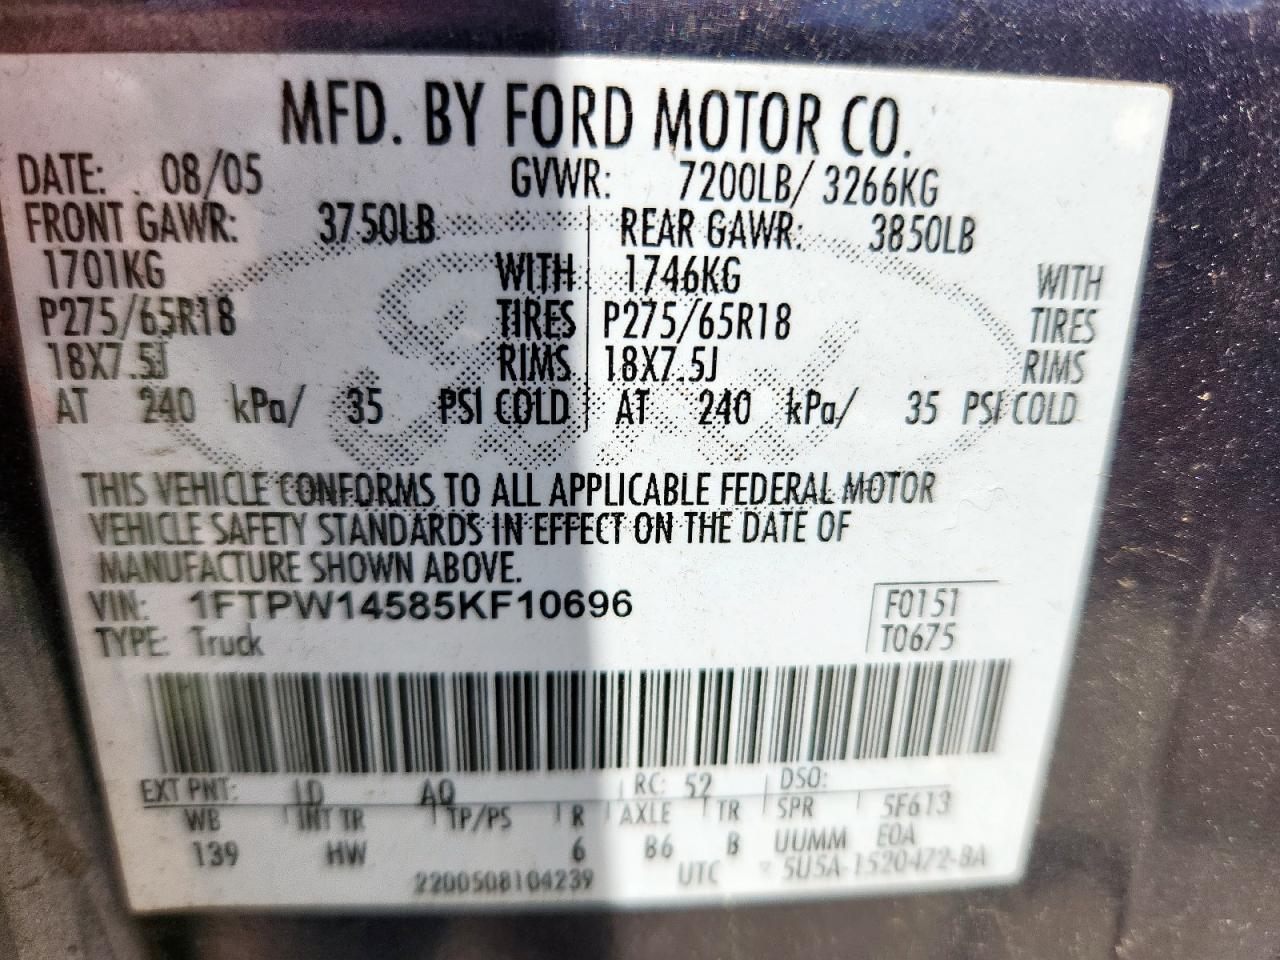 MFD. BY FORD MOTOR CO.
DATE: 08/05 GVWR: 7200LB/ 3266KG
FRONT GAWR: 3750LB REAR GAWR: 3850LB
1701KG WITH 1746KG WITH
P275/65R18 TIRES P275/65R18 TIRES
18X7.5J RIMS 18X7.5J RIMS
AT 240 kPa/ 35 PSI COLD AT 240 kPa/ 35 PSI COLD
THIS VEHICLE CONFORMS TO ALL APPLICABLE FEDERAL MOTOR
VEHICLE SAFETY STANDARDS IN EFFECT ON THE DATE OF
MANUFACTURE SHOWN ABOVE.
VIN: 1FTPW14585KF10696 F0151
TYPE: Truck T0675
EXT PNT: LD AQ RC: 52 DSO:
WB INT TR TP/PS R AXLE TR SPR 5F613
139 HW 6 B6 B UUMM E0A
2200508104239 UTC 5U5A-1520472-BA